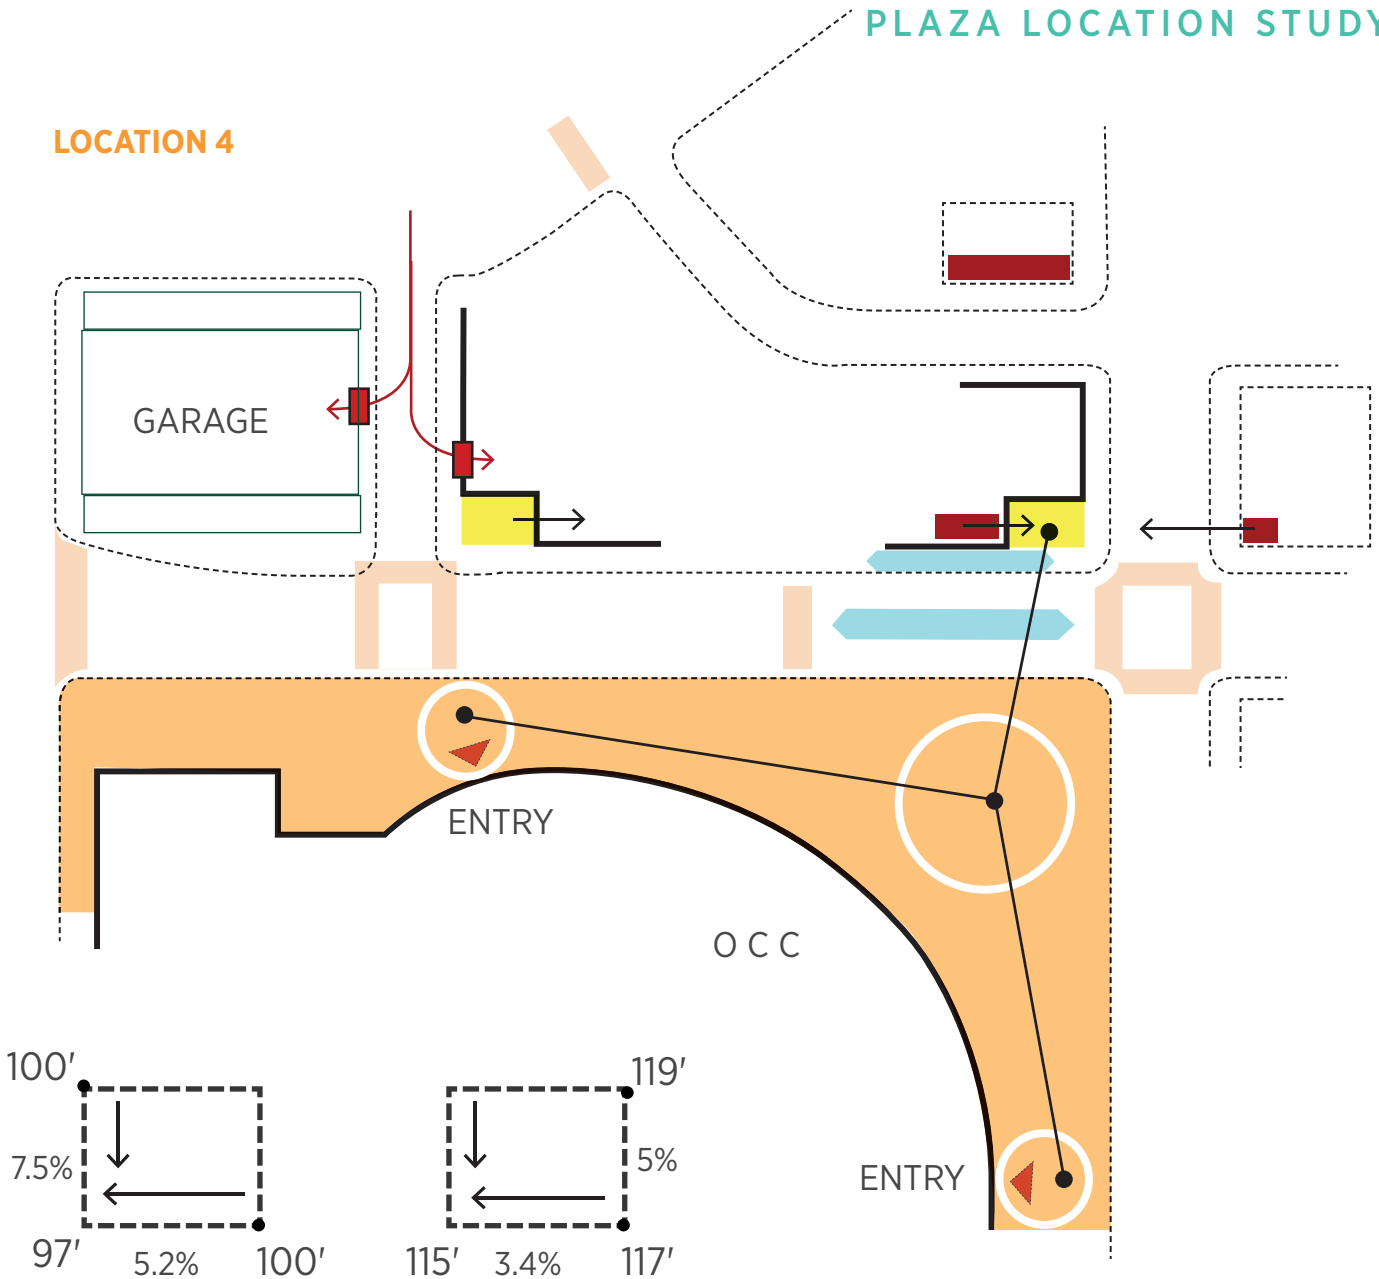 PLAZA LOCATION STUDY
LOCATION 4
GARAGE
ENTRY
O C C
ENTRY
100'
119'
7.5%
5%
97'
5.2%
100'
115'
3.4%
117'